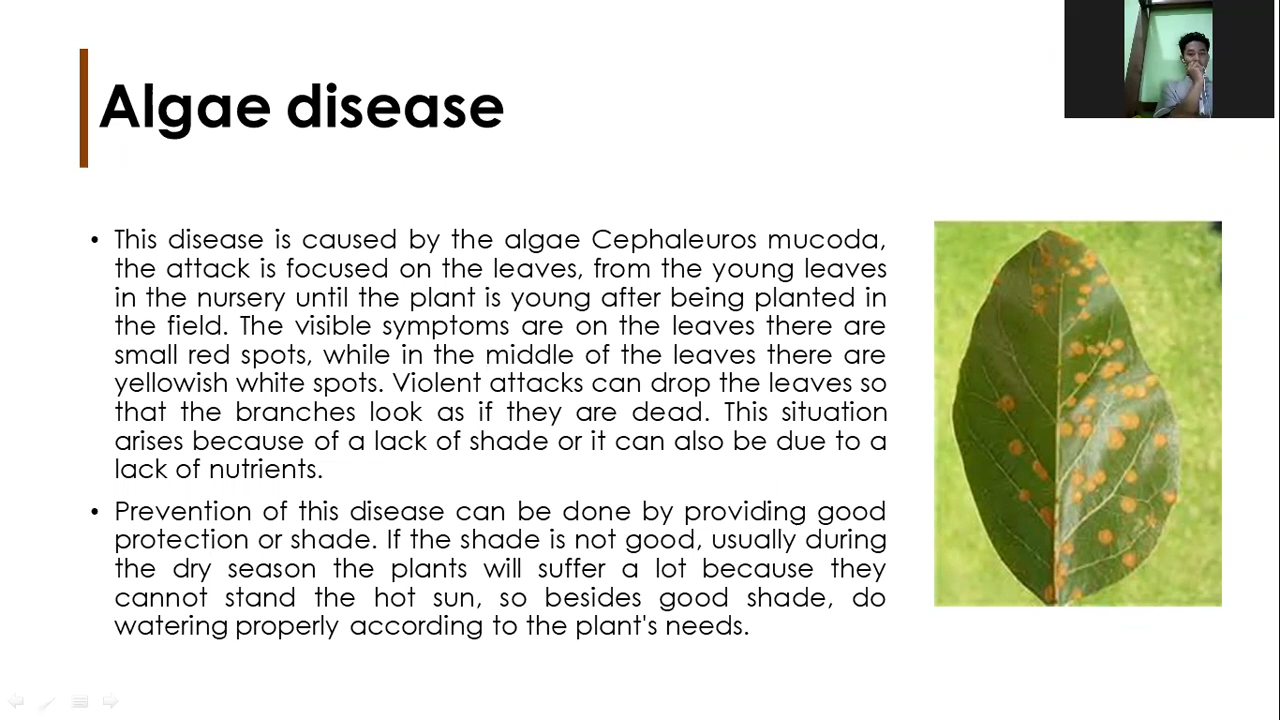 Algae disease
• This disease is caused by the algae Cephaleuros mucoda,
the attack is focused on the leaves, from the young leaves
in the nursery until the plant is young after being planted in
the field. The visible symptoms are on the leaves there are
small red spots, while in the middle of the leaves there are
yellowish white spots. Violent attacks can drop the leaves so
that the branches look as if they are dead. This situation
arises because of a lack of shade or it can also be due to a
lack of nutrients.
• Prevention of this disease can be done by providing good
protection or shade. If the shade is not good, usually during
the dry season the plants will suffer a lot because they
cannot stand the hot sun, so besides good shade, do
watering properly according to the plant's needs.